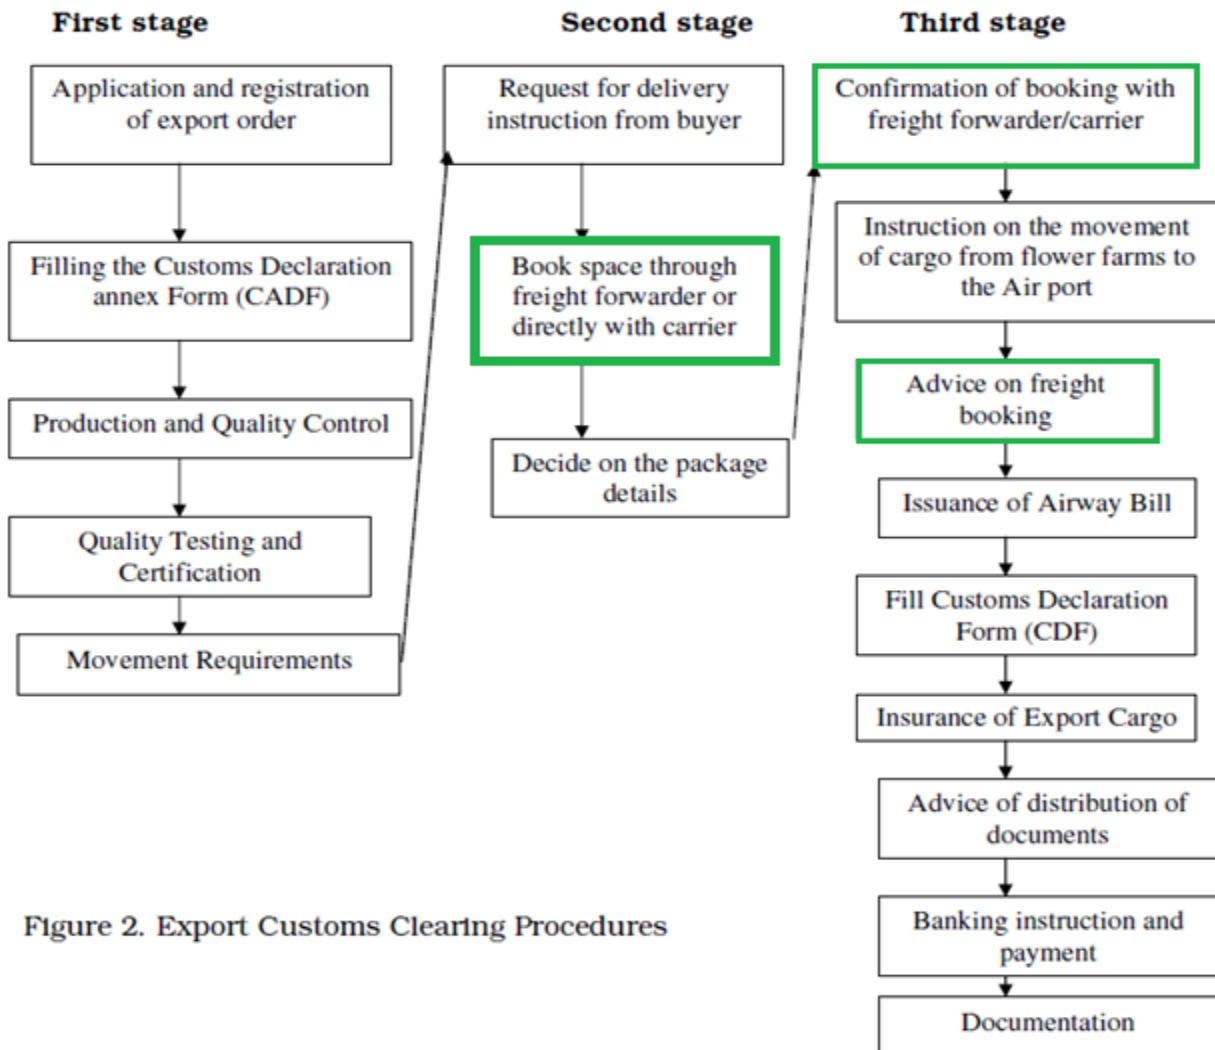 First stage
Second stage
Third stage
Application and registration
of export order
Filling the Customs Declaration
annex Form (CADF)
Production and Quality Control
Quality Testing and
Certification
Movement Requirements
Request for delivery
instruction from buyer
Book space through
freight forwarder or
directly with carrier
Decide on the package
details
Confirmation of booking with
freight forwarder/carrier
Instruction on the movement
of cargo from flower farms to
the Air port
Advice on freight
booking
Issuance of Airway Bill
Fill Customs Declaration
Form (CDF)
Insurance of Export Cargo
Advice of distribution of
documents
Banking instruction and
payment
Documentation
Figure 2. Export Customs Clearing Procedures